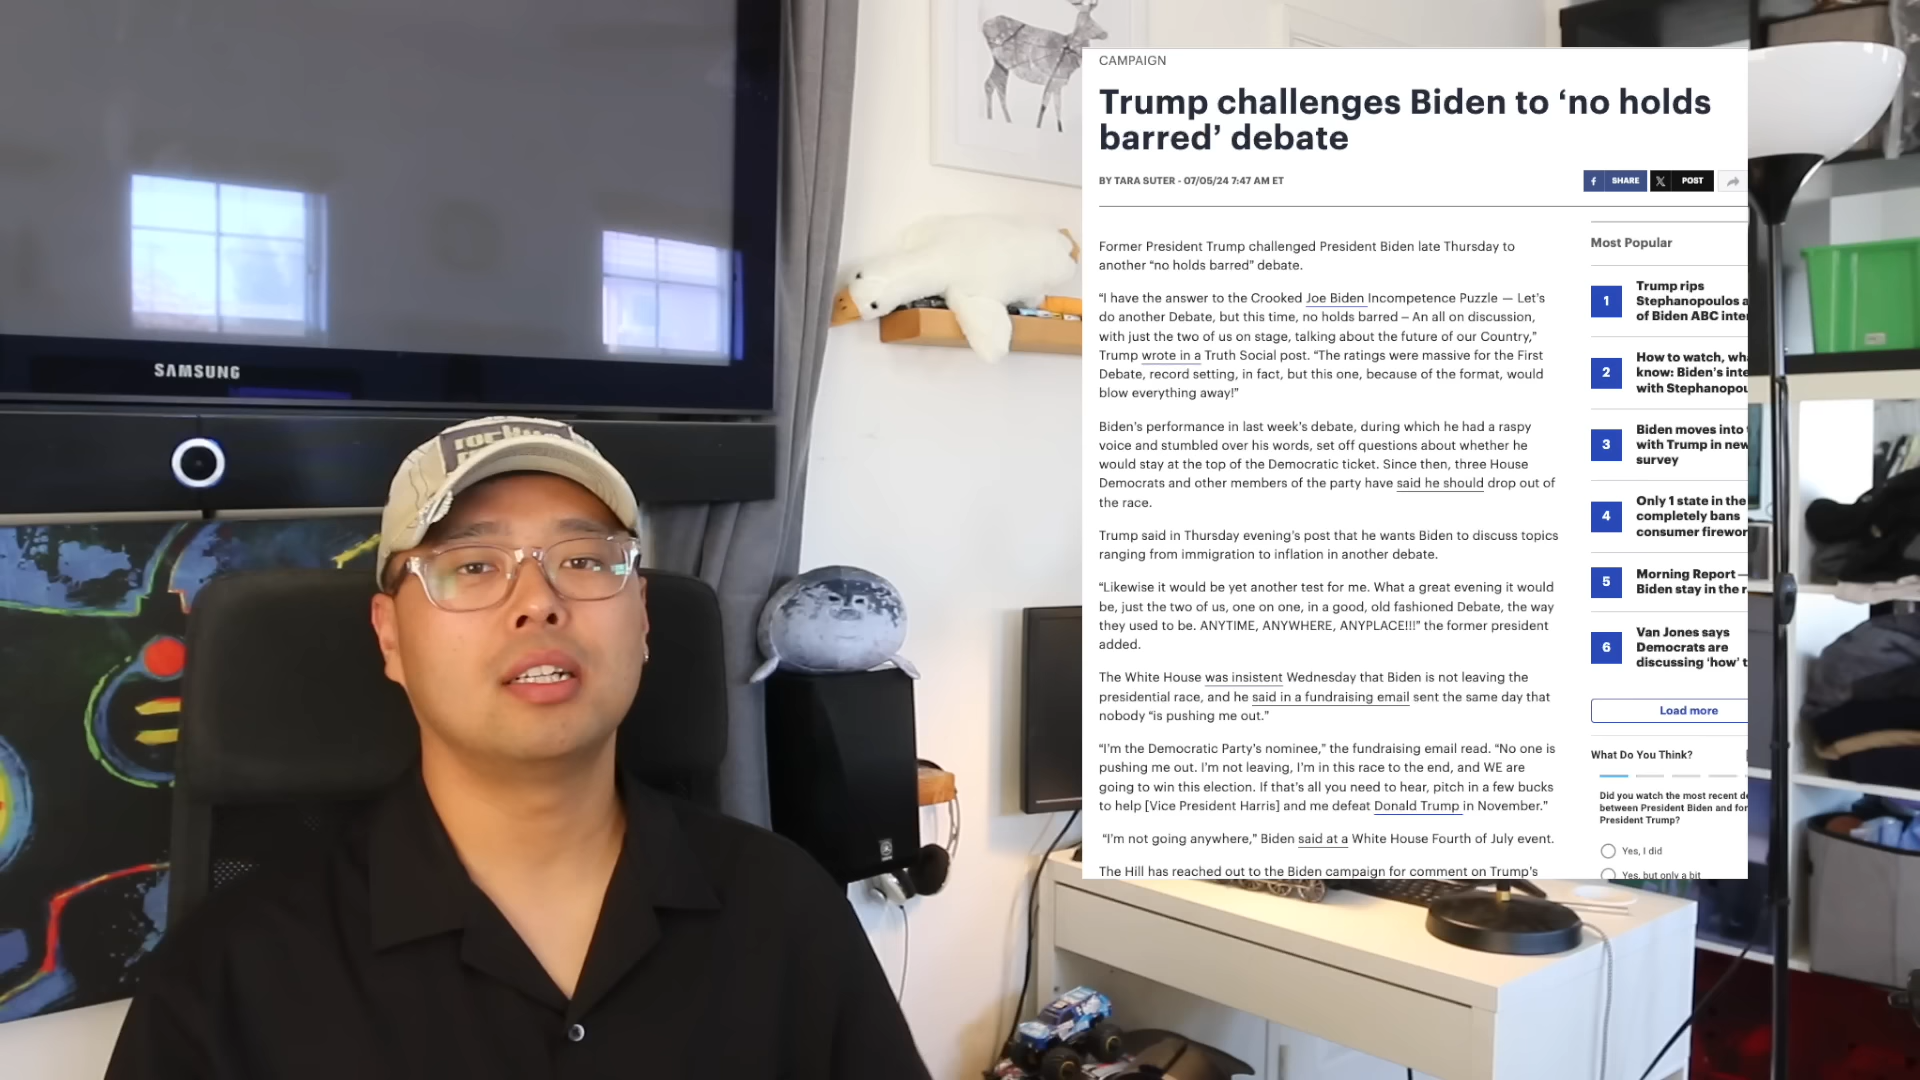 SAMSUNG
CAMPAIGN
Trump challenges Biden to ‘no holds
barred’ debate
BY TARA SUTER - 07/05/24 7:47 AM ET
SHARE
POST
Former President Trump challenged President Biden late Thursday to
another “no holds barred” debate.
“I have the answer to the Crooked Joe Biden Incompetence Puzzle — Let’s
do another Debate, but this time, no holds barred – An all on discussion,
with just the two of us on stage, talking about the future of our Country,”
Trump wrote in a Truth Social post. “The ratings were massive for the First
Debate, record setting, in fact, but this one, because of the format, would
blow everything away!”
Biden’s performance in last week’s debate, during which he had a raspy
voice and stumbled over his words, set off questions about whether he
would stay at the top of the Democratic ticket. Since then, three House
Democrats and other members of the party have said he should drop out of
the race.
Trump said in Thursday evening’s post that he wants Biden to discuss topics
ranging from immigration to inflation in another debate.
“Likewise it would be yet another test for me. What a great evening it would
be, just the two of us, one on one, in a good, old fashioned Debate, the way
they used to be. ANYTIME, ANYWHERE, ANYPLACE!!!” the former president
added.
The White House was insistent Wednesday that Biden is not leaving the
presidential race, and he said in a fundraising email sent the same day that
nobody “is pushing me out.”
“I’m the Democratic Party’s nominee,” the fundraising email read. “No one is
pushing me out. I’m not leaving, I’m in this race to the end, and WE are
going to win this election. If that’s all you need to hear, pitch in a few bucks
to help [Vice President Harris] and me defeat Donald Trump in November.”
“I’m not going anywhere,” Biden said at a White House Fourth of July event.
The Hill has reached out to the Biden campaign for comment on Trump’s
Most Popular
1
Trump rips
Stephanopoulos
of Biden ABC
2
How to watch,
know: Biden’s
with
3
Biden moves into
with Trump in new
survey
4
Only 1 state in the
completely bans
consumer
5
Morning Report —
Biden stay in the
6
Van Jones says
Democrats are
discussing ‘how’
Load more
What Do You Think?
Did you watch the most recent
between President Biden and
President Trump?
Yes, I did
Yes, but only a bit